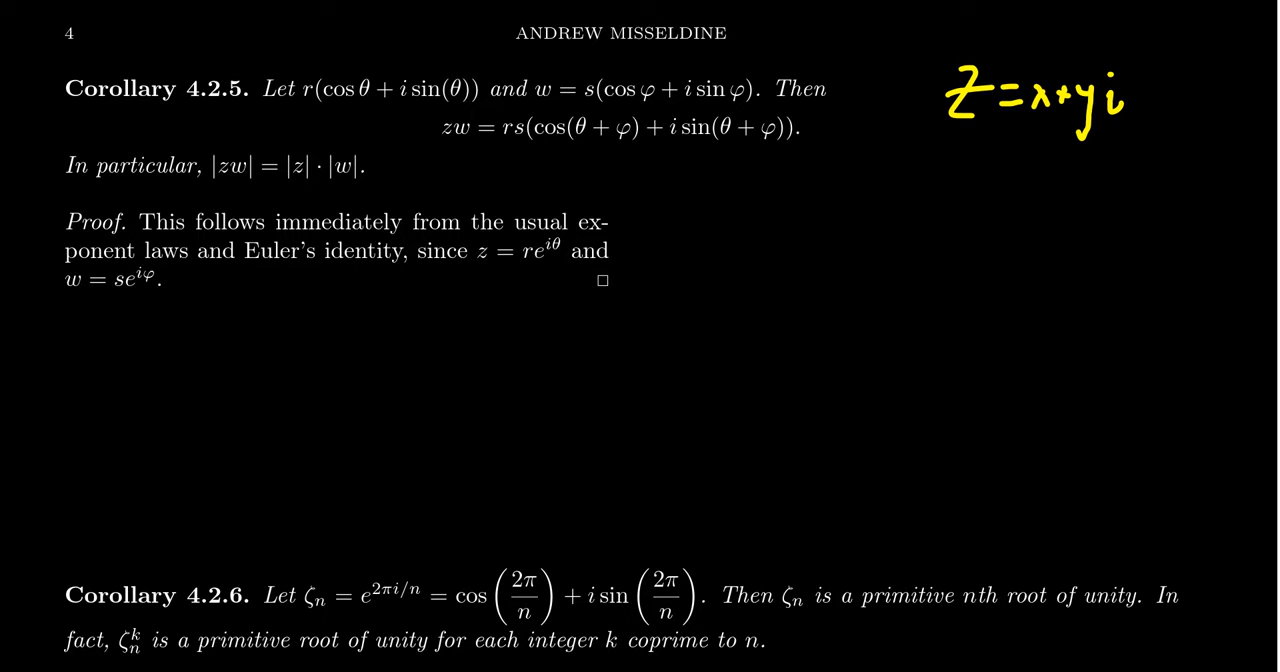 4 ANDREW MISSELDINE
Corollary 4.2.5. Let r(cos θ + i sin(θ)) and w = s(cos φ + i sin φ). Then
z = x+yi
zw = rs(cos(θ + φ) + i sin(θ + φ)).
In particular, |zw| = |z| · |w|.
Proof. This follows immediately from the usual ex-
ponent laws and Euler's identity, since z = re^{iθ} and
w = se^{iφ}. □
Corollary 4.2.6. Let ζ_n = e^{2πi/n} = cos(2π/n) + i sin(2π/n). Then ζ_n is a primitive nth root of unity. In
fact, ζ_n^k is a primitive root of unity for each integer k coprime to n.